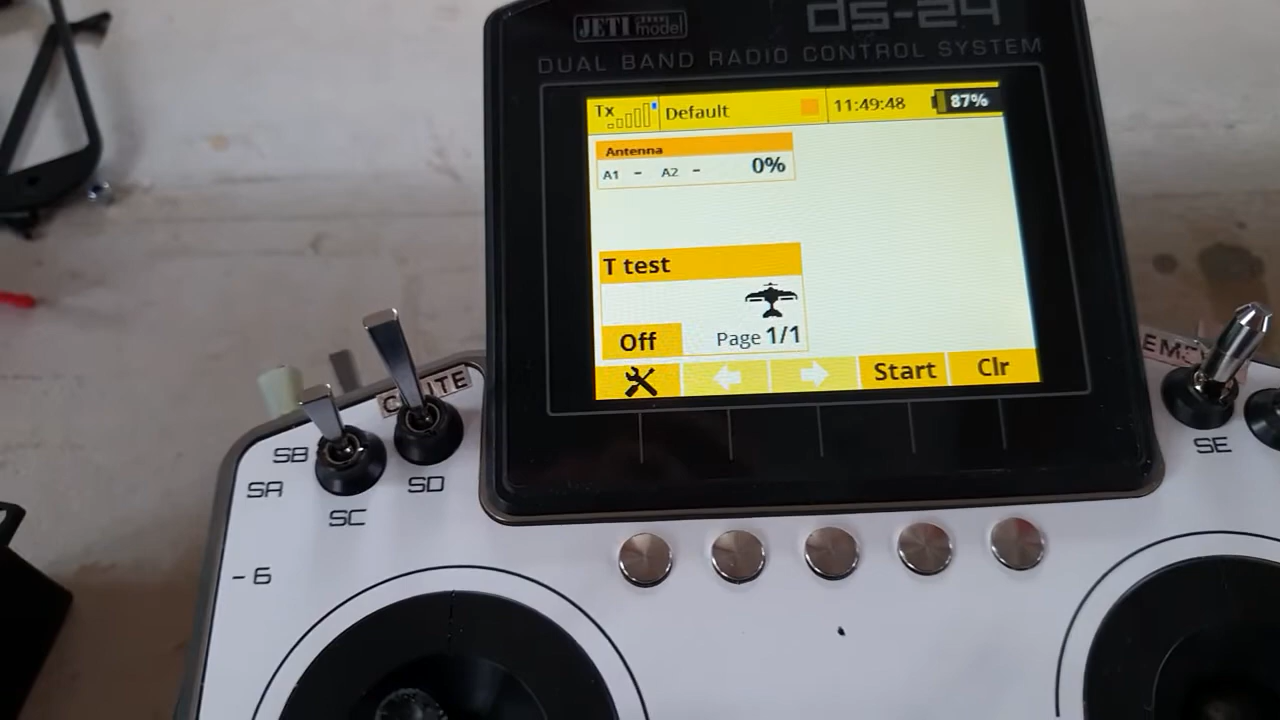 JETI model
ds-24
DUAL BAND RADIO CONTROL SYSTEM
Tx Default 11:49:48 87%
Antenna
A1 - A2 - 0%
T test
Off Page 1/1
Start Clr
SB
SA
SC
SD
SE
- 6